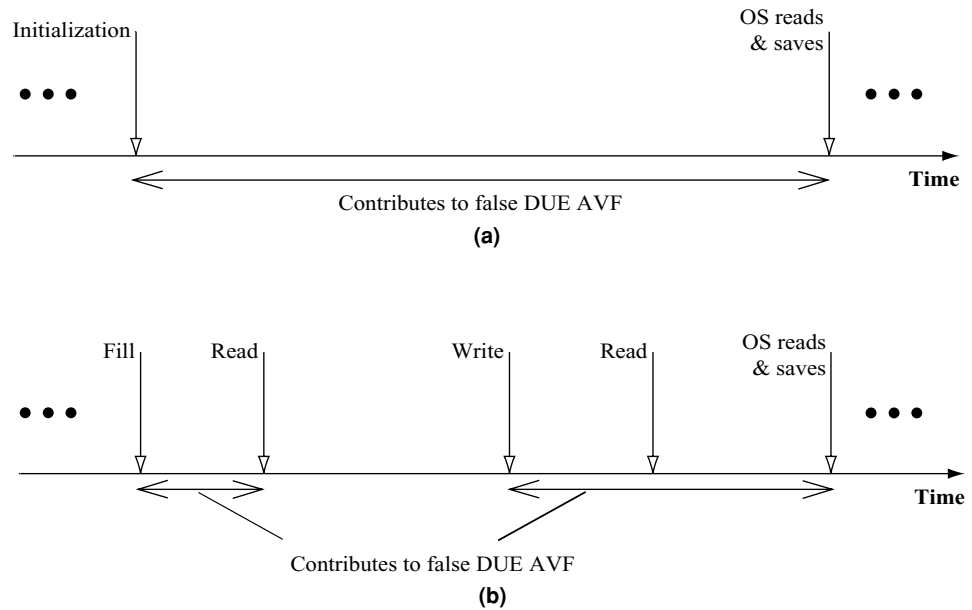 Initialization
OS reads
& saves
Time
Contributes to false DUE AVF
(a)
Fill
Read
Write
Read
OS reads
& saves
Time
Contributes to false DUE AVF
(b)